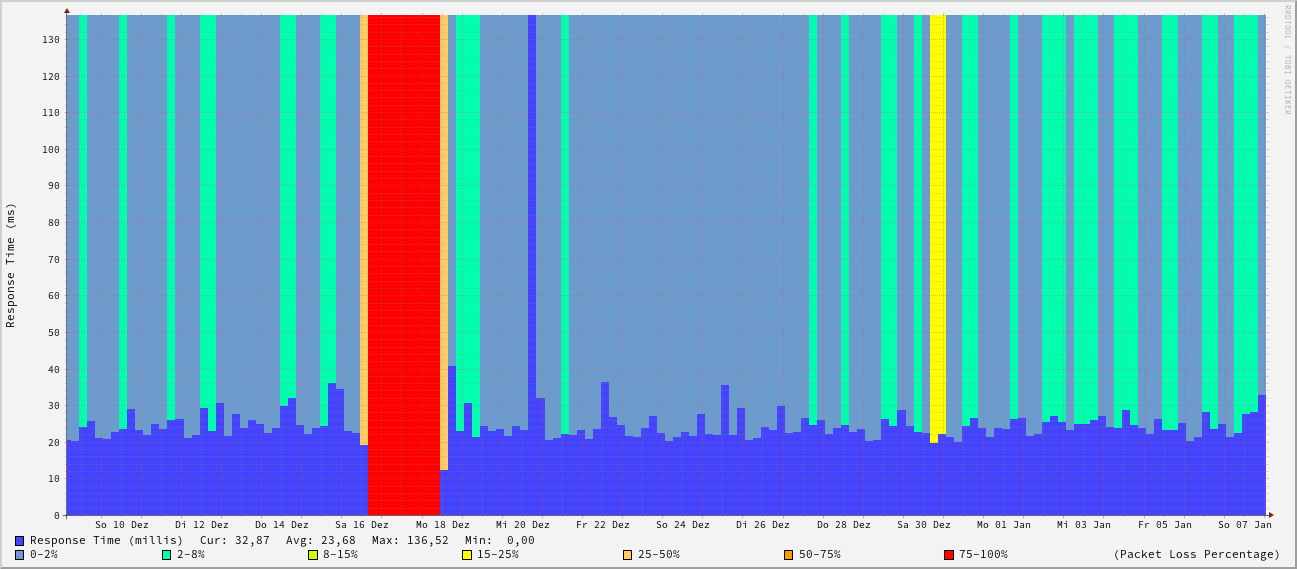 RRDTOOL / TOBI OETIKER
Response Time (ms)
130
120
110
100
90
80
70
60
50
40
30
20
10
0
So 10 Dez Di 12 Dez Do 14 Dez Sa 16 Dez Mo 18 Dez Mi 20 Dez Fr 22 Dez So 24 Dez Di 26 Dez Do 28 Dez Sa 30 Dez Mo 01 Jan Mi 03 Jan Fr 05 Jan So 07 Jan
Response Time (millis) Cur: 32,87 Avg: 23,68 Max: 136,52 Min: 0,00
0-2% 2-8% 8-15% 15-25% 25-50% 50-75% 75-100% (Packet Loss Percentage)